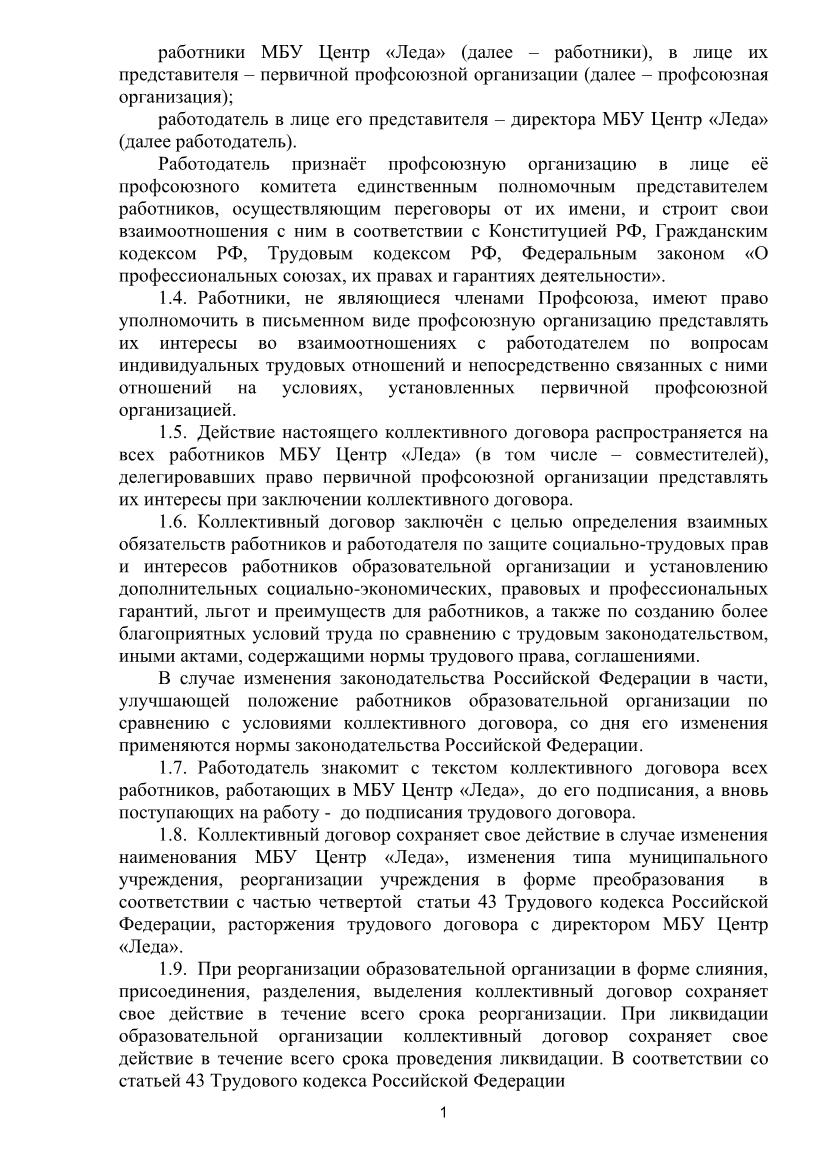 работники МБУ Центр «Леда» (далее – работники), в лице их
представителя – первичной профсоюзной организации (далее – профсоюзная
организация);
работодатель в лице его представителя – директора МБУ Центр «Леда»
(далее работодатель).
Работодатель признаёт профсоюзную организацию в лице её
профсоюзного комитета единственным полномочным представителем
работников, осуществляющим переговоры от их имени, и строит свои
взаимоотношения с ним в соответствии с Конституцией РФ, Гражданским
кодексом РФ, Трудовым кодексом РФ, Федеральным законом «О
профессиональных союзах, их правах и гарантиях деятельности».
1.4. Работники, не являющиеся членами Профсоюза, имеют право
уполномочить в письменном виде профсоюзную организацию представлять
их интересы во взаимоотношениях с работодателем по вопросам
индивидуальных трудовых отношений и непосредственно связанных с ними
отношений на условиях, установленных первичной профсоюзной
организацией.
1.5. Действие настоящего коллективного договора распространяется на
всех работников МБУ Центр «Леда» (в том числе – совместителей),
делегировавших право первичной профсоюзной организации представлять
их интересы при заключении коллективного договора.
1.6. Коллективный договор заключён с целью определения взаимных
обязательств работников и работодателя по защите социально-трудовых прав
и интересов работников образовательной организации и установлению
дополнительных социально-экономических, правовых и профессиональных
гарантий, льгот и преимуществ для работников, а также по созданию более
благоприятных условий труда по сравнению с трудовым законодательством,
иными актами, содержащими нормы трудового права, соглашениями.
В случае изменения законодательства Российской Федерации в части,
улучшающей положение работников образовательной организации по
сравнению с условиями коллективного договора, со дня его изменения
применяются нормы законодательства Российской Федерации.
1.7. Работодатель знакомит с текстом коллективного договора всех
работников, работающих в МБУ Центр «Леда», до его подписания, а вновь
поступающих на работу - до подписания трудового договора.
1.8. Коллективный договор сохраняет свое действие в случае изменения
наименования МБУ Центр «Леда», изменения типа муниципального
учреждения, реорганизации учреждения в форме преобразования в
соответствии с частью четвертой статьи 43 Трудового кодекса Российской
Федерации, расторжения трудового договора с директором МБУ Центр
«Леда».
1.9. При реорганизации образовательной организации в форме слияния,
присоединения, разделения, выделения коллективный договор сохраняет
свое действие в течение всего срока реорганизации. При ликвидации
образовательной организации коллективный договор сохраняет свое
действие в течение всего срока проведения ликвидации. В соответствии со
статьей 43 Трудового кодекса Российской Федерации
1